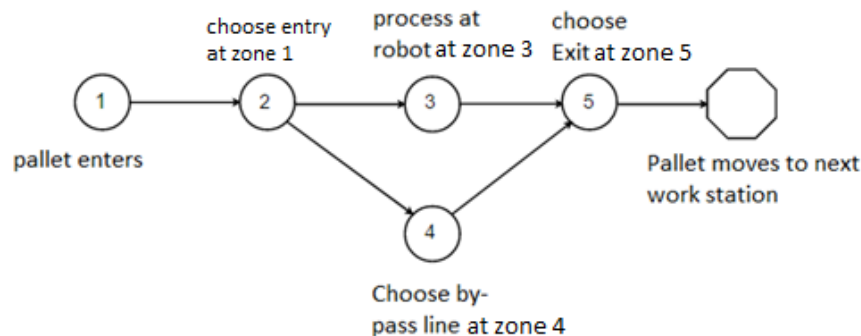 choose entry
at zone 1
process at
robot at zone 3
choose
Exit at zone 5
1
2
3
5
pallet enters
Pallet moves to next
work station
4
Choose by-
pass line at zone 4